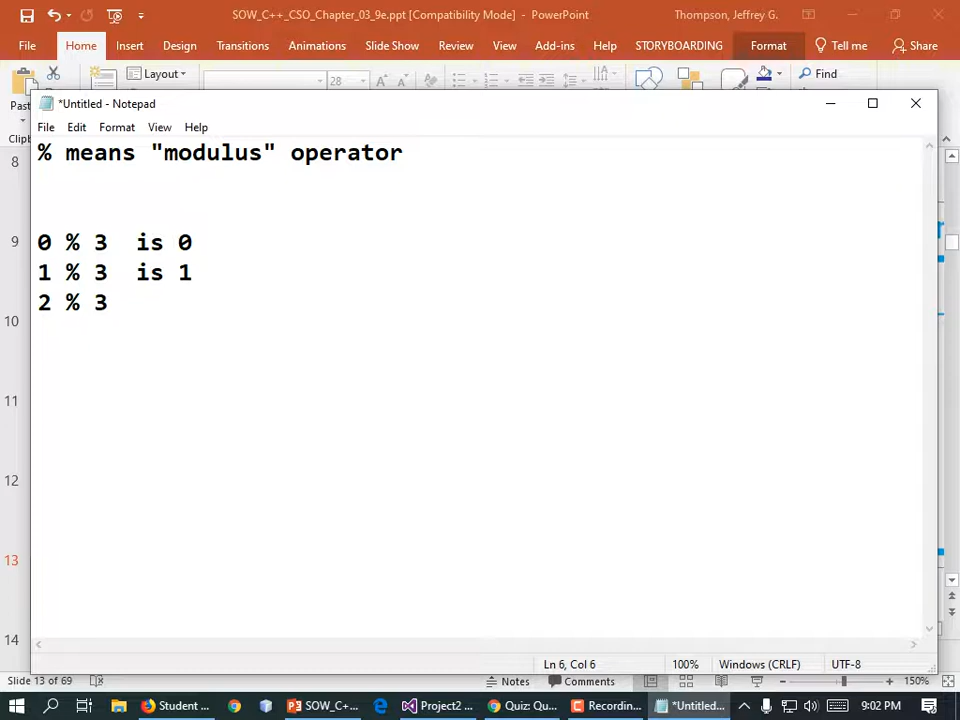 SOW_C++_CSO_Chapter_03_9e.ppt [Compatibility Mode] - PowerPoint
Thompson, Jeffrey G.
File Home Insert Design Transitions Animations Slide Show Review View Add-ins Help STORYBOARDING Format Tell me Share
Layout
28
Find
Past
Clipb
*Untitled - Notepad
File Edit Format View Help
% means "modulus" operator
0 % 3 is 0
1 % 3 is 1
2 % 3
8
9
10
11
12
13
14
Ln 6, Col 6 100% Windows (CRLF) UTF-8
Slide 13 of 69 Notes Comments 150%
Student ... SOW_C+... Project2 ... Quiz: Qu... Recordin... *Untitled... 9:02 PM